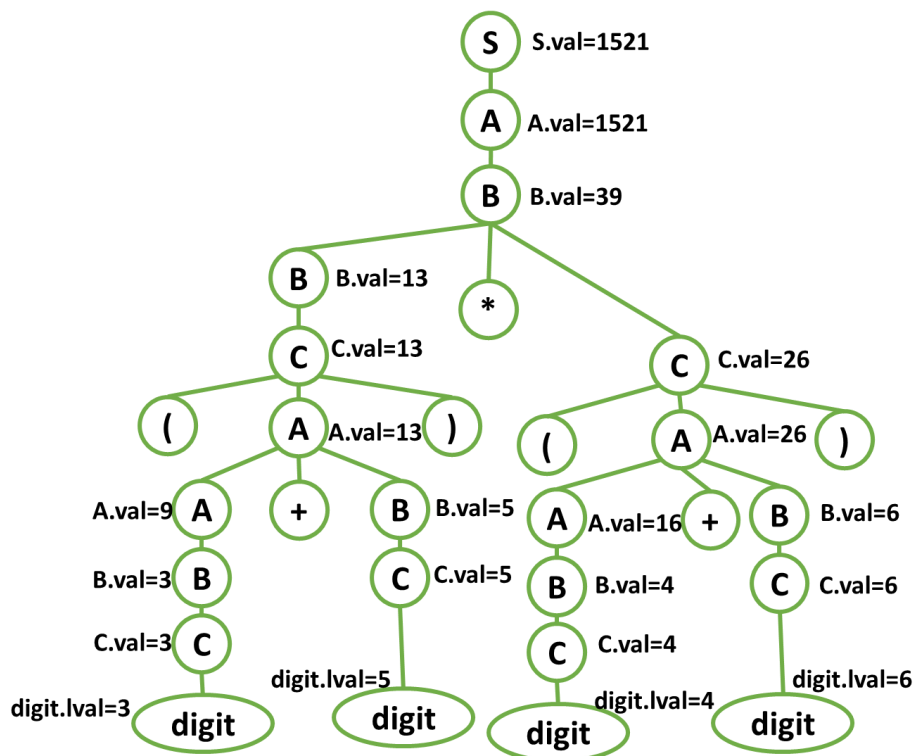 S S.val=1521
A A.val=1521
B B.val=39
B B.val=13 *
C C.val=13 C C.val=26
( A A.val=13 ) ( A A.val=26 )
A.val=9 A + B B.val=5 A A.val=16 + B B.val=6
B.val=3 B C C.val=5 B B.val=4 C C.val=6
C.val=3 C C C.val=4
digit.lval=3 digit digit.lval=5 digit digit.lval=4 digit digit.lval=6 digit